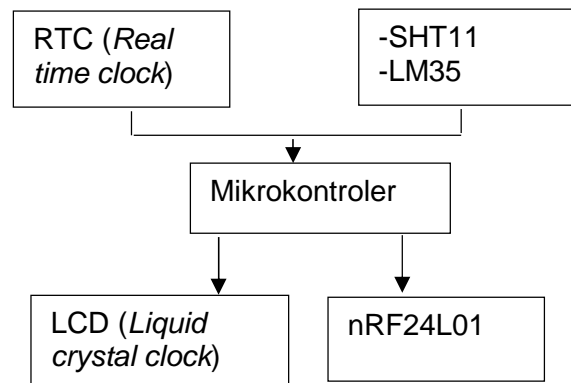 RTC (Real
time clock)
-SHT11
-LM35
Mikrokontroler
LCD (Liquid
crystal clock)
nRF24L01